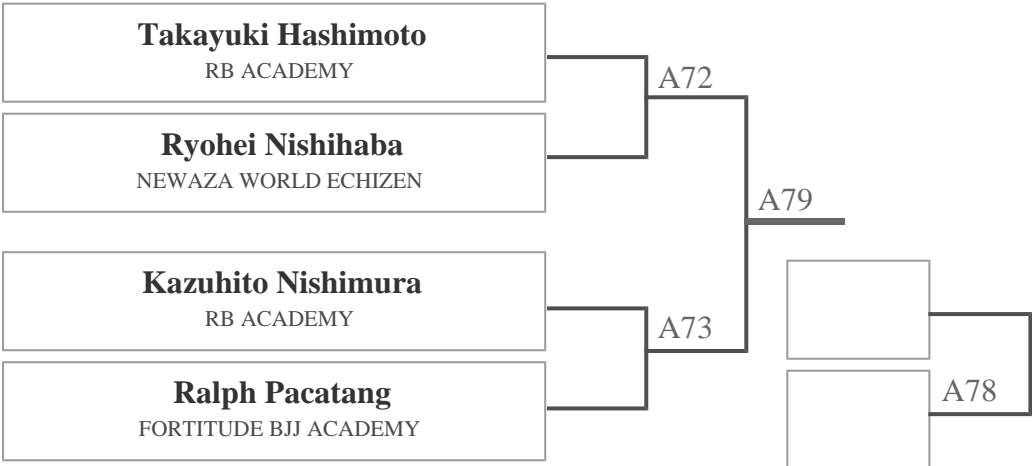 Takayuki Hashimoto
RB ACADEMY
A72
Ryohei Nishihaba
NEWAZA WORLD ECHIZEN
A79
Kazuhito Nishimura
RB ACADEMY
A73
Ralph Pacatang
FORTITUDE BJJ ACADEMY
A78